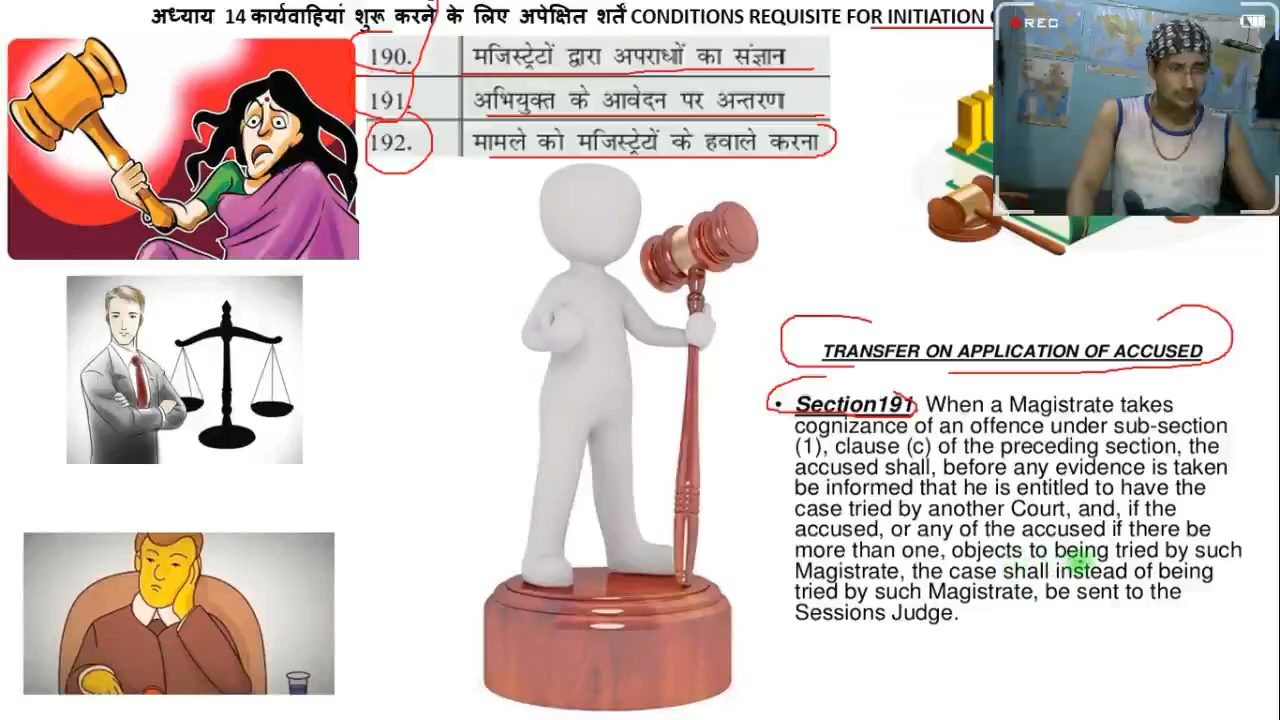 अध्याय 14 कार्यवाहियां शुरू करने के लिए अपेक्षित शर्तें CONDITIONS REQUISITE FOR INITIATION
REC
190. मजिस्ट्रेटों द्वारा अपराधों का संज्ञान
191. अभियुक्त के आवेदन पर अन्तरण
192. मामले को मजिस्ट्रेटों के हवाले करना
TRANSFER ON APPLICATION OF ACCUSED
• Section191, When a Magistrate takes
cognizance of an offence under sub-section
(1), clause (c) of the preceding section, the
accused shall, before any evidence is taken
be informed that he is entitled to have the
case tried by another Court, and, if the
accused, or any of the accused if there be
more than one, objects to being tried by such
Magistrate, the case shall instead of being
tried by such Magistrate, be sent to the
Sessions Judge.